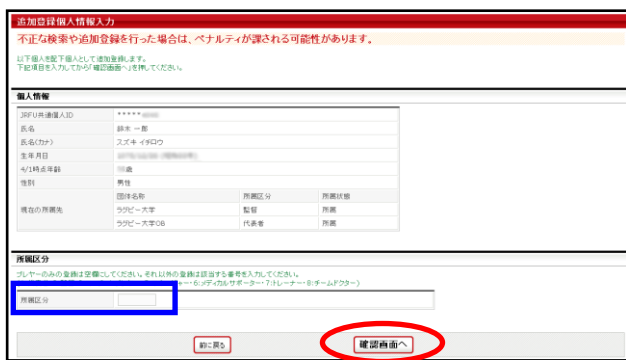 追加登録個人情報入力
不正な検索や追加登録を行った場合は、ペナルティが課される可能性があります。
以下個人を配下個人として追加登録します。
下記項目を入力してから「確認画面へ」を押してください。
個人情報
JRFU共通個人ID *****
氏名 鈴木 一郎
氏名(カナ) スズキ イチロウ
生年月日
4/1時点年齢 歳
性別 男性
団体名称 所属区分 所属状態
現在の所属先 ラグビー大学 監督 所属
ラグビー大学OB 代表者 所属
所属区分
プレヤーのみの登録は空欄にしてください。それ以外の登録は該当する番号を入力してください。
ー・6:メディカルサポーター・7:トレーナー・8:チームドクター)
所属区分
前に戻る 確認画面へ